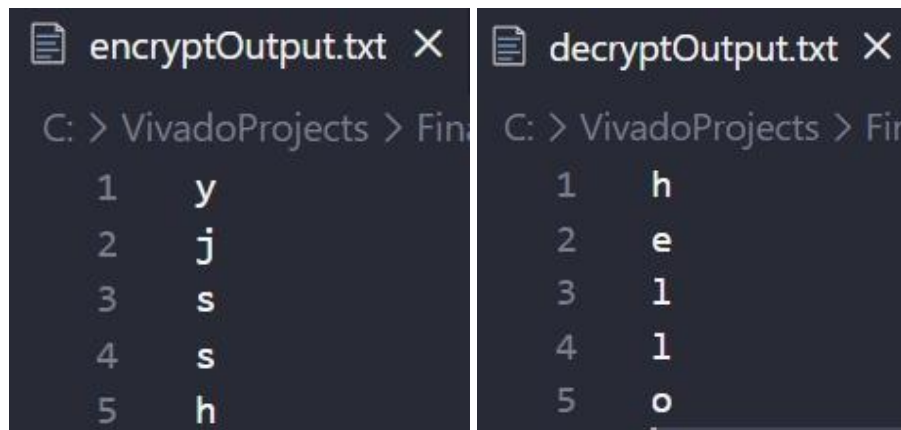 encryptOutput.txt ×
C: > VivadoProjects > Fin
1 y
2 j
3 s
4 s
5 h
decryptOutput.txt ×
C: > VivadoProjects > Fir
1 h
2 e
3 l
4 l
5 o